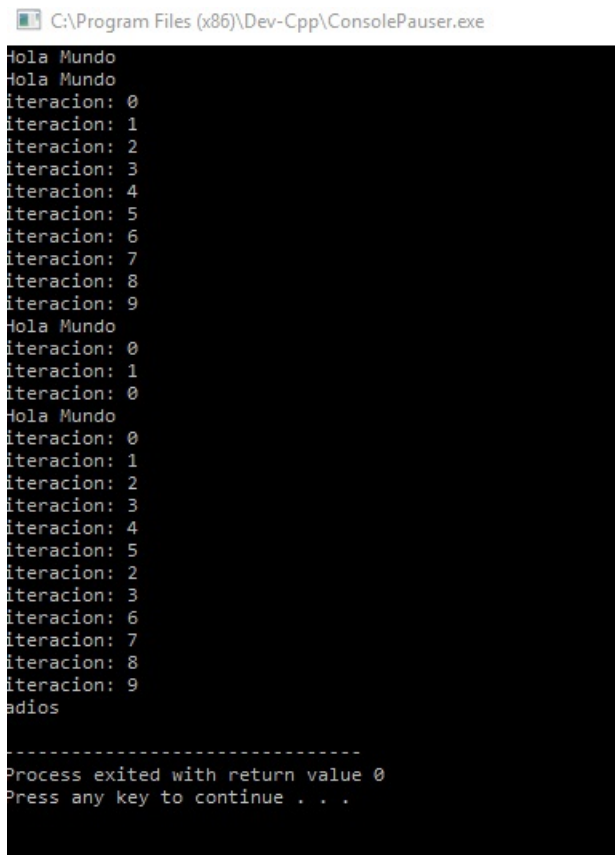 C:\Program Files (x86)\Dev-Cpp\ConsolePauser.exe
Hola Mundo
Hola Mundo
iteracion: 0
iteracion: 1
iteracion: 2
iteracion: 3
iteracion: 4
iteracion: 5
iteracion: 6
iteracion: 7
iteracion: 8
iteracion: 9
Hola Mundo
iteracion: 0
iteracion: 1
iteracion: 0
Hola Mundo
iteracion: 0
iteracion: 1
iteracion: 2
iteracion: 3
iteracion: 4
iteracion: 5
iteracion: 2
iteracion: 3
iteracion: 6
iteracion: 7
iteracion: 8
iteracion: 9
adios
--------------------------------
Process exited with return value 0
Press any key to continue . . .